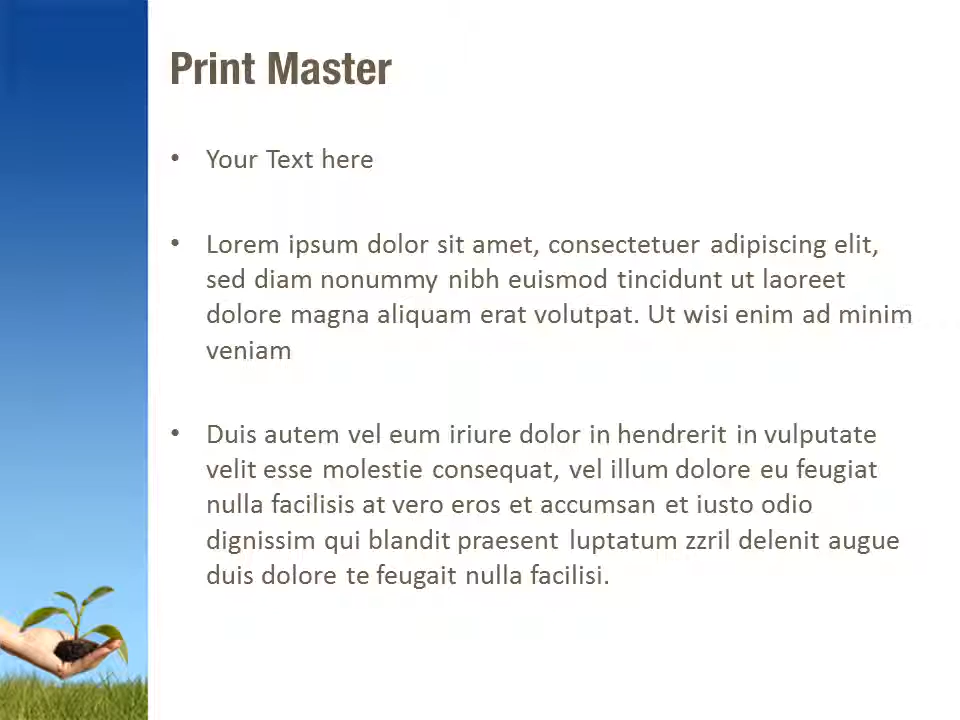 Print Master
• Your Text here
• Lorem ipsum dolor sit amet, consectetuer adipiscing elit,
sed diam nonummy nibh euismod tincidunt ut laoreet
dolore magna aliquam erat volutpat. Ut wisi enim ad minim
veniam
• Duis autem vel eum iriure dolor in hendrerit in vulputate
velit esse molestie consequat, vel illum dolore eu feugiat
nulla facilisis at vero eros et accumsan et iusto odio
dignissim qui blandit praesent luptatum zzril delenit augue
duis dolore te feugait nulla facilisi.